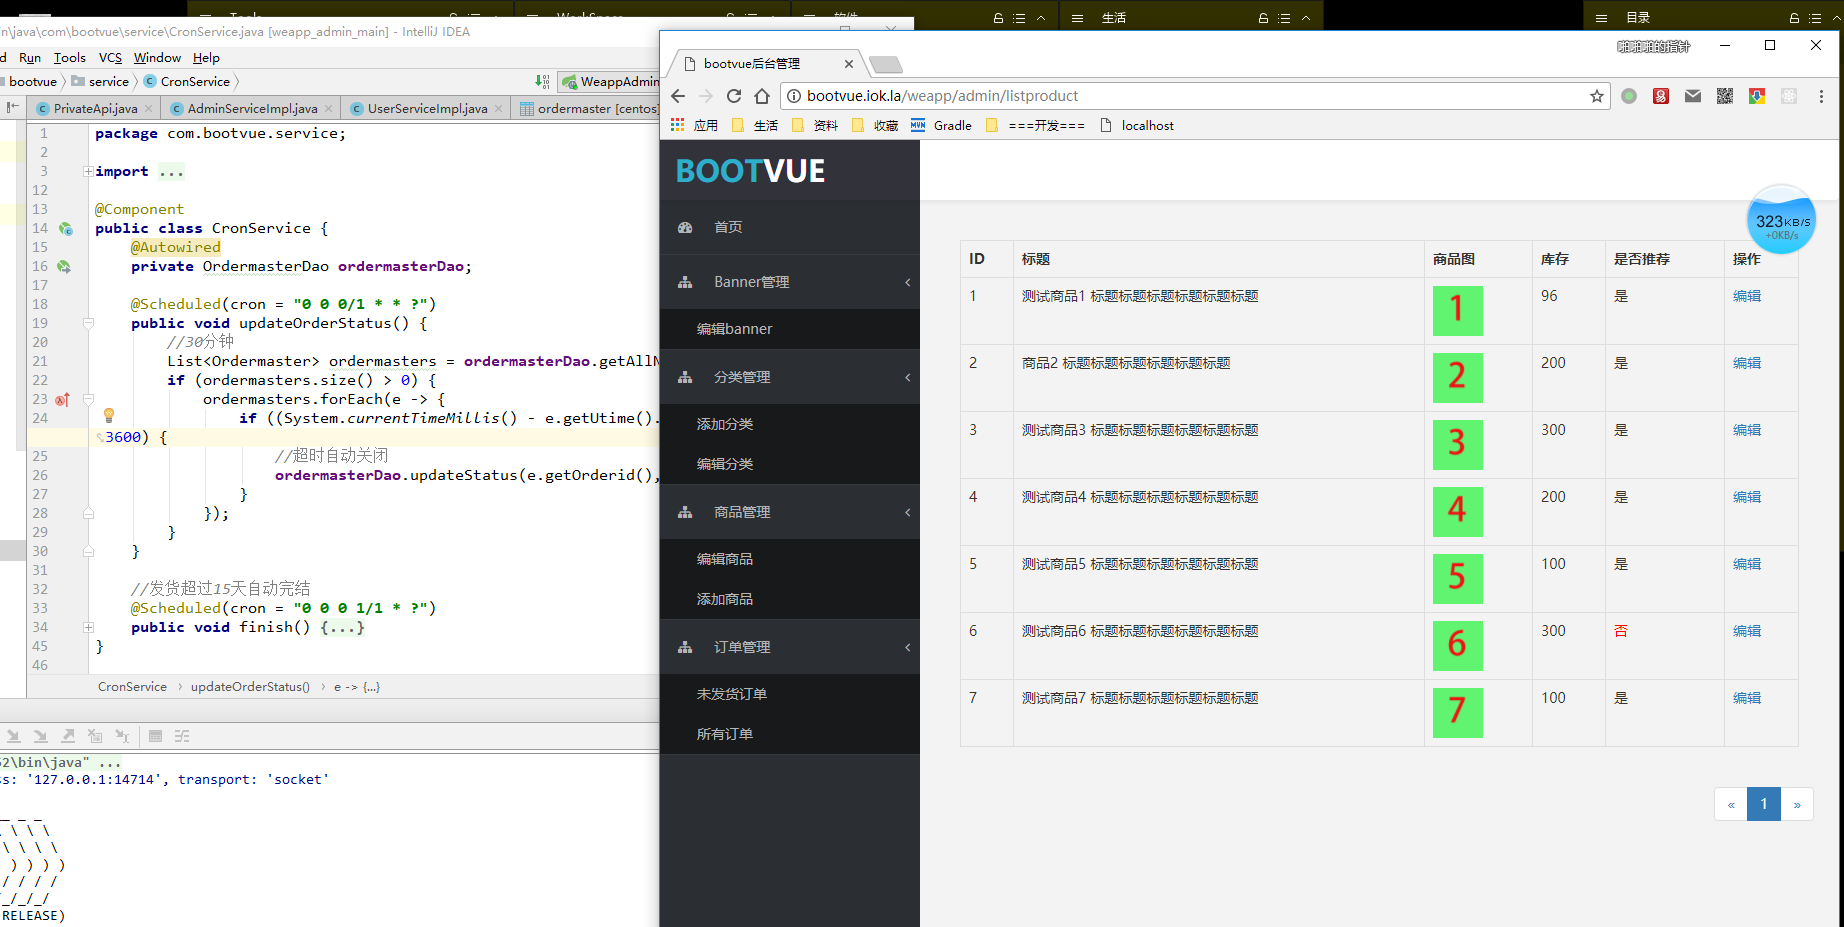 Tools
WorkSpace
软件
生活
目录
n\java\com\bootvue\service\CronService.java [weapp_admin_main] - IntelliJ IDEA
d Run Tools VCS Window Help
bootvue service CronService WeappAdmin
PrivateApi.java AdminServiceImpl.java UserServiceImpl.java ordermaster [centos]
1 package com.bootvue.service;
2
3 import ...
12
13 @Component
14 public class CronService {
15 @Autowired
16 private OrdermasterDao ordermasterDao;
17
18 @Scheduled(cron = "0 0 0/1 * * ?")
19 public void updateOrderStatus() {
20 //30分钟
21 List<Ordermaster> ordermasters = ordermasterDao.getAllN
22 if (ordermasters.size() > 0) {
23 ordermasters.forEach(e -> {
24 if ((System.currentTimeMillis() - e.getUtime().
3600) {
25 //超时自动关闭
26 ordermasterDao.updateStatus(e.getOrderid(),
27 }
28 });
29 }
30 }
31
32 //发货超过15天自动完结
33 @Scheduled(cron = "0 0 0 1/1 * ?")
34 public void finish() {...}
45 }
46
CronService updateOrderStatus() e -> {...}
52\bin\java" ...
ss: '127.0.0.1:14714', transport: 'socket'
__ _ _
\ \ \ \
\ \ \ \
) ) ) )
/ / / /
/_/_/_/
RELEASE)
啪啪啪的指针
bootvue后台管理
bootvue.iok.la/weapp/admin/listproduct
应用 生活 资料 收藏 MVN Gradle ===开发=== localhost
BOOTVUE
首页
Banner管理
编辑banner
分类管理
添加分类
编辑分类
商品管理
编辑商品
添加商品
订单管理
未发货订单
所有订单
323KB/S
+0KB/s
ID 标题 商品图 库存 是否推荐 操作
1 测试商品1 标题标题标题标题标题标题 1 96 是 编辑
2 商品2 标题标题标题标题标题标题 2 200 是 编辑
3 测试商品3 标题标题标题标题标题标题 3 300 是 编辑
4 测试商品4 标题标题标题标题标题标题 4 200 是 编辑
5 测试商品5 标题标题标题标题标题标题 5 100 是 编辑
6 测试商品6 标题标题标题标题标题标题 6 300 否 编辑
7 测试商品7 标题标题标题标题标题标题 7 100 是 编辑
« 1 »